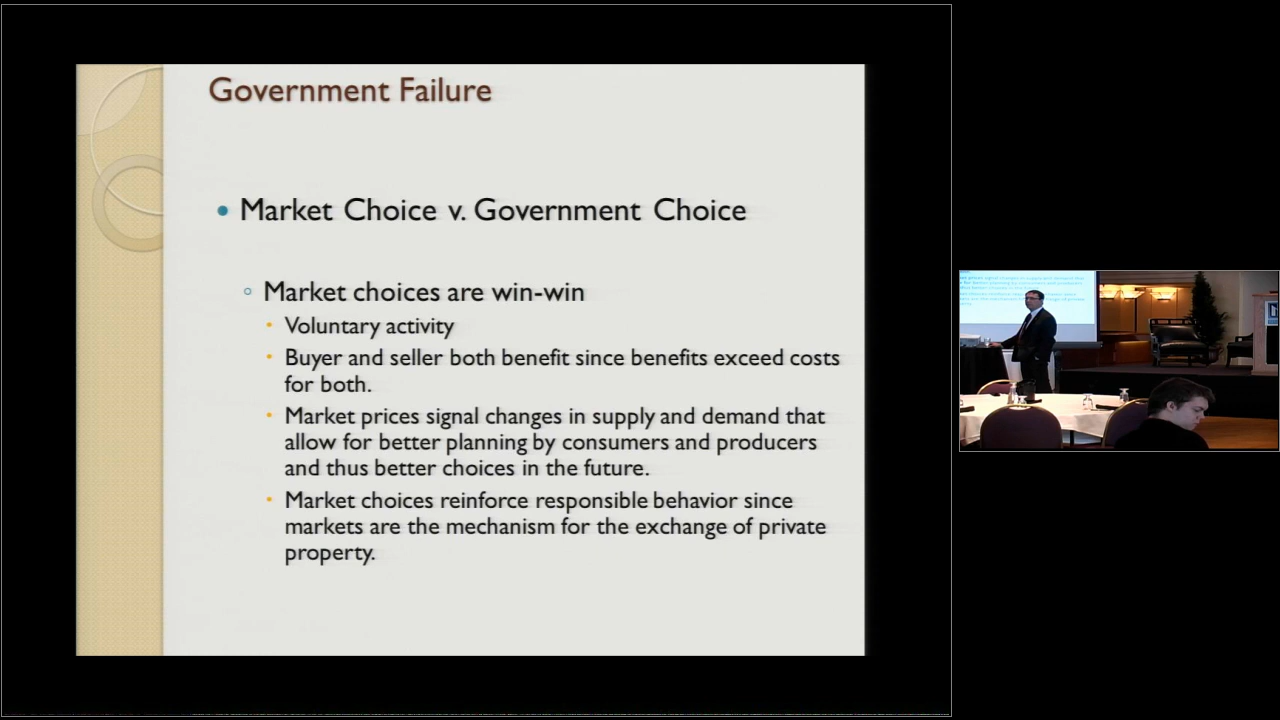 Government Failure
Market Choice v. Government Choice
Market choices are win-win
Voluntary activity
Buyer and seller both benefit since benefits exceed costs
for both.
Market prices signal changes in supply and demand that
allow for better planning by consumers and producers
and thus better choices in the future.
Market choices reinforce responsible behavior since
markets are the mechanism for the exchange of private
property.